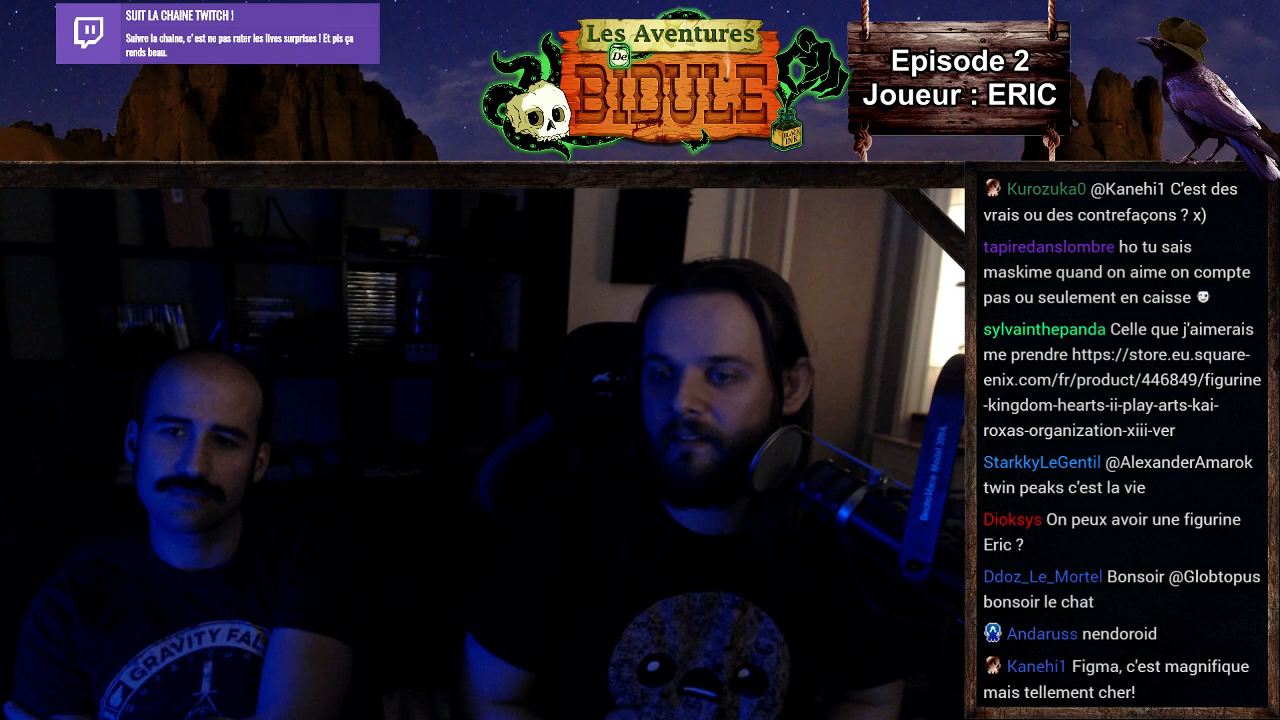 SUIT LA CHAINE TWITCH !
Suivre la chaine, c'est ne pas rater les lives surprises ! Et pis ça
rends beau.
Les Aventures
De
BIDULE
BLACK
INK
Episode 2
Joueur : ERIC
Kurozuka0 @Kanehi1 C'est des
vrais ou des contrefaçons ? x)
tapiredanslombre ho tu sais
maskime quand on aime on compte
pas ou seulement en caisse
sylvainthepanda Celle que j'aimerais
me prendre https://store.eu.square-
enix.com/fr/product/446849/figurine
-kingdom-hearts-ii-play-arts-kai-
roxas-organization-xiii-ver
StarkkyLeGentil @AlexanderAmarok
twin peaks c'est la vie
Dioksys On peux avoir une figurine
Eric ?
Ddoz_Le_Mortel Bonsoir @Globtopus
bonsoir le chat
Andaruss nendoroid
Kanehi1 Figma, c'est magnifique
mais tellement cher!
GRAVITY FAL